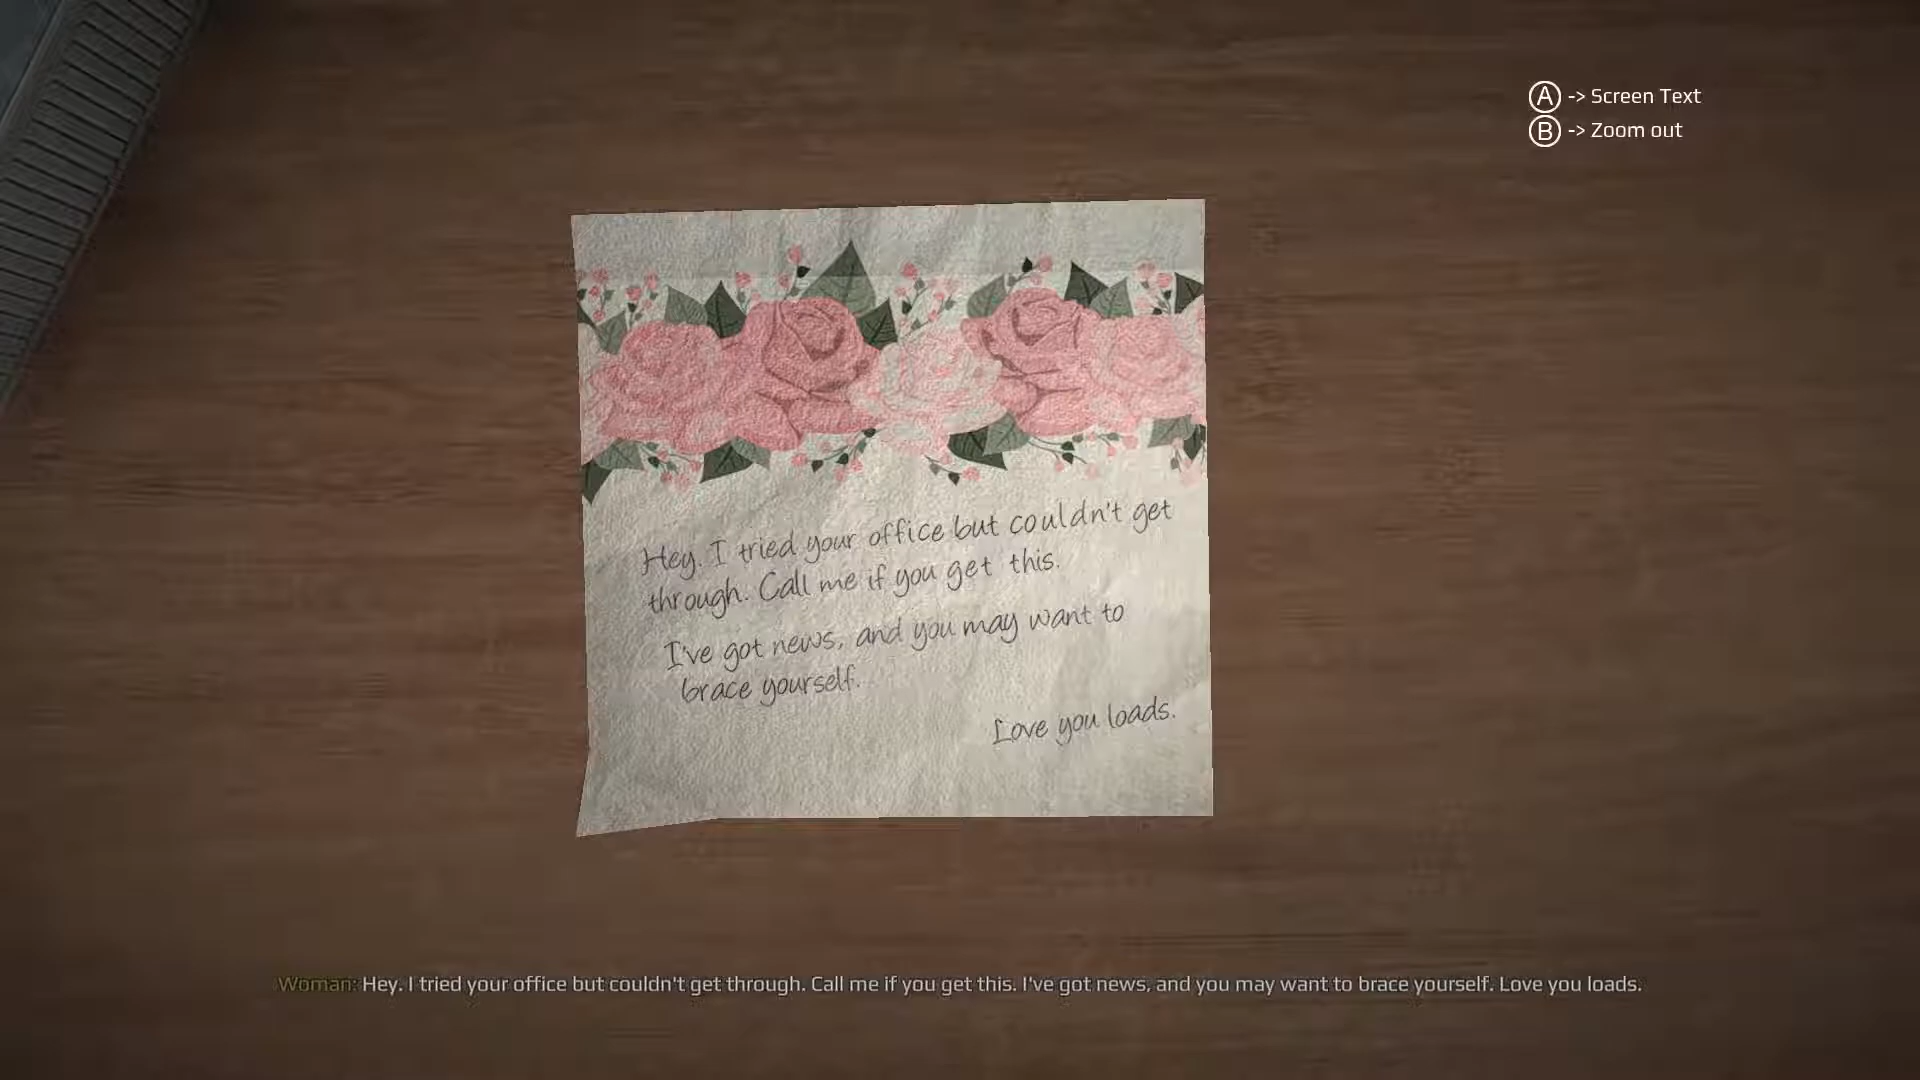 A -> Screen Text
B -> Zoom out
Hey. I tried your office but couldn't get
through. Call me if you get this.
I've got news, and you may want to
brace yourself.
Love you loads.
Woman: Hey. I tried your office but couldn't get through. Call me if you get this. I've got news, and you may want to brace yourself. Love you loads.